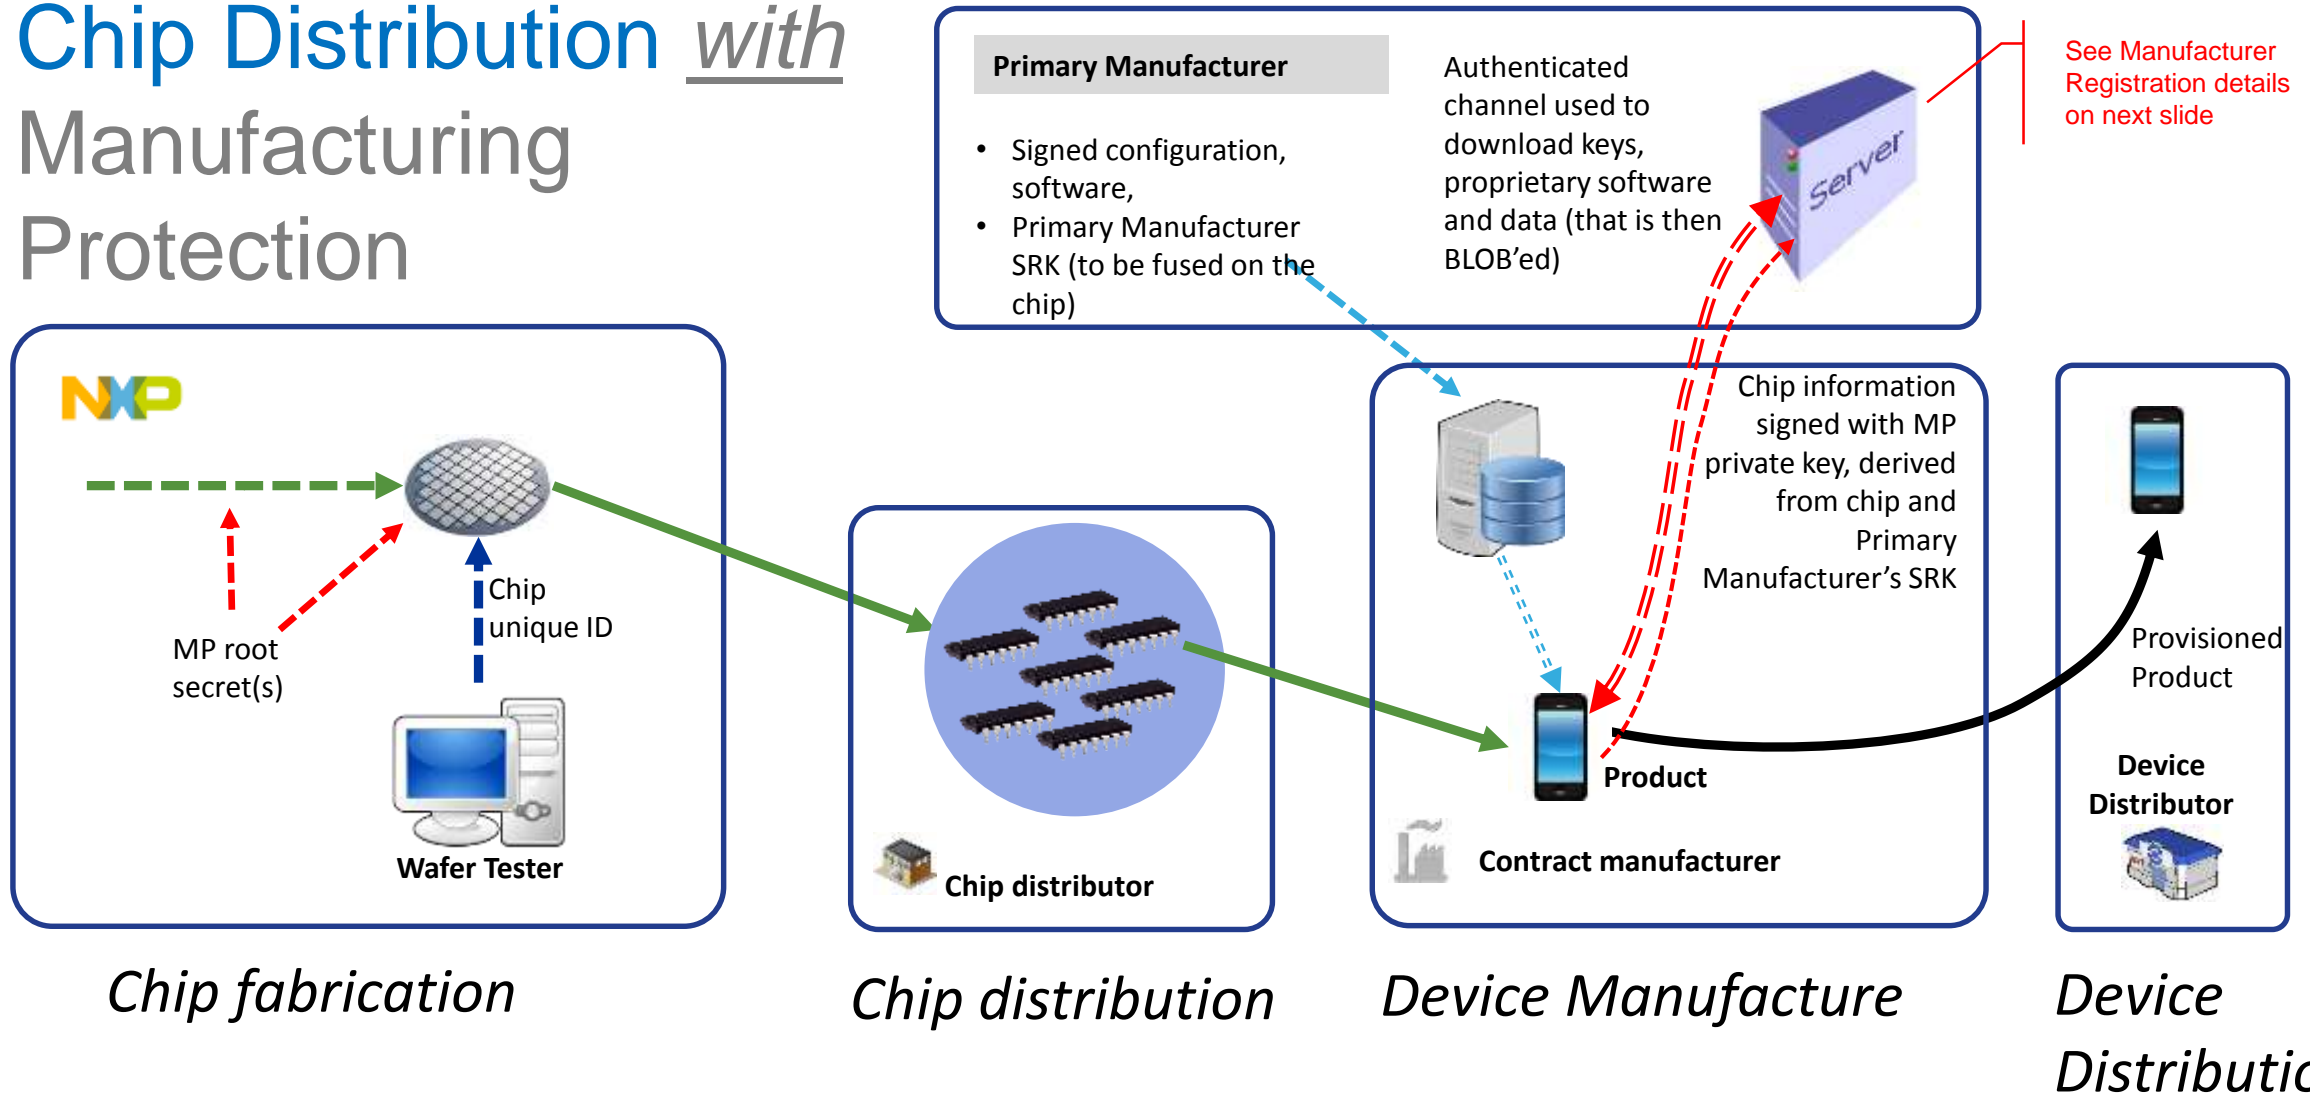 Chip Distribution with
Manufacturing
Protection
Primary Manufacturer
• Signed configuration,
software,
• Primary Manufacturer
SRK (to be fused on the
chip)
Authenticated
channel used to
download keys,
proprietary software
and data (that is then
BLOB’ed)
Server
See Manufacturer
Registration details
on next slide
NXP
MP root
secret(s)
Chip
unique ID
Wafer Tester
Chip distributor
Chip information
signed with MP
private key, derived
from chip and
Primary
Manufacturer’s SRK
Product
Contract manufacturer
Provisioned
Product
Device
Distributor
Chip fabrication
Chip distribution
Device Manufacture
Device
Distributio